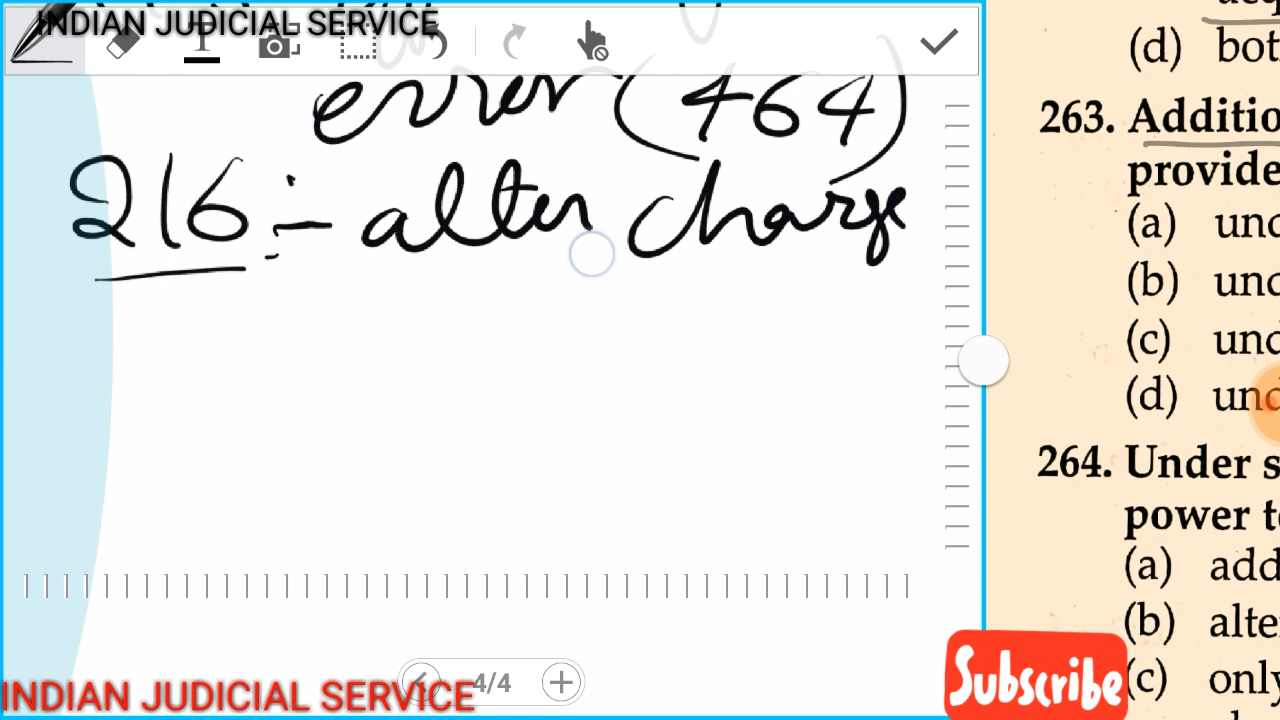 INDIAN JUDICIAL SERVICE
error (464)
216 :- alter charge
4/4
INDIAN JUDICIAL SERVICE
Subscribe
(d) bot
263. Additio
provide
(a) und
(b) und
(c) und
(d) und
264. Under s
power to
(a) add
(b) alte
(c) only